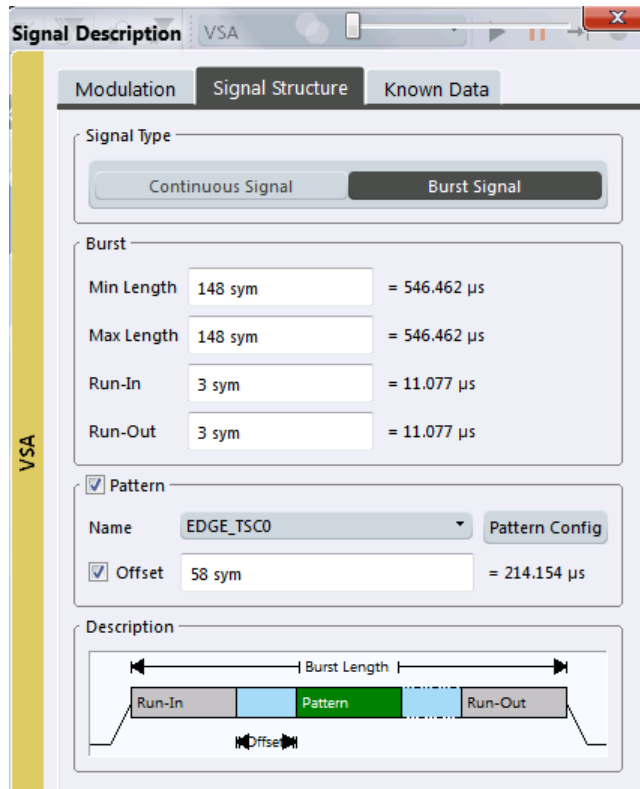 Signal Description VSA
VSA
Modulation Signal Structure Known Data
Signal Type
Continuous Signal Burst Signal
Burst
Min Length 148 sym = 546.462 µs
Max Length 148 sym = 546.462 µs
Run-In 3 sym = 11.077 µs
Run-Out 3 sym = 11.077 µs
Pattern
Name EDGE_TSC0 Pattern Config
Offset 58 sym = 214.154 µs
Description
Burst Length
Run-In Pattern Run-Out
Offset